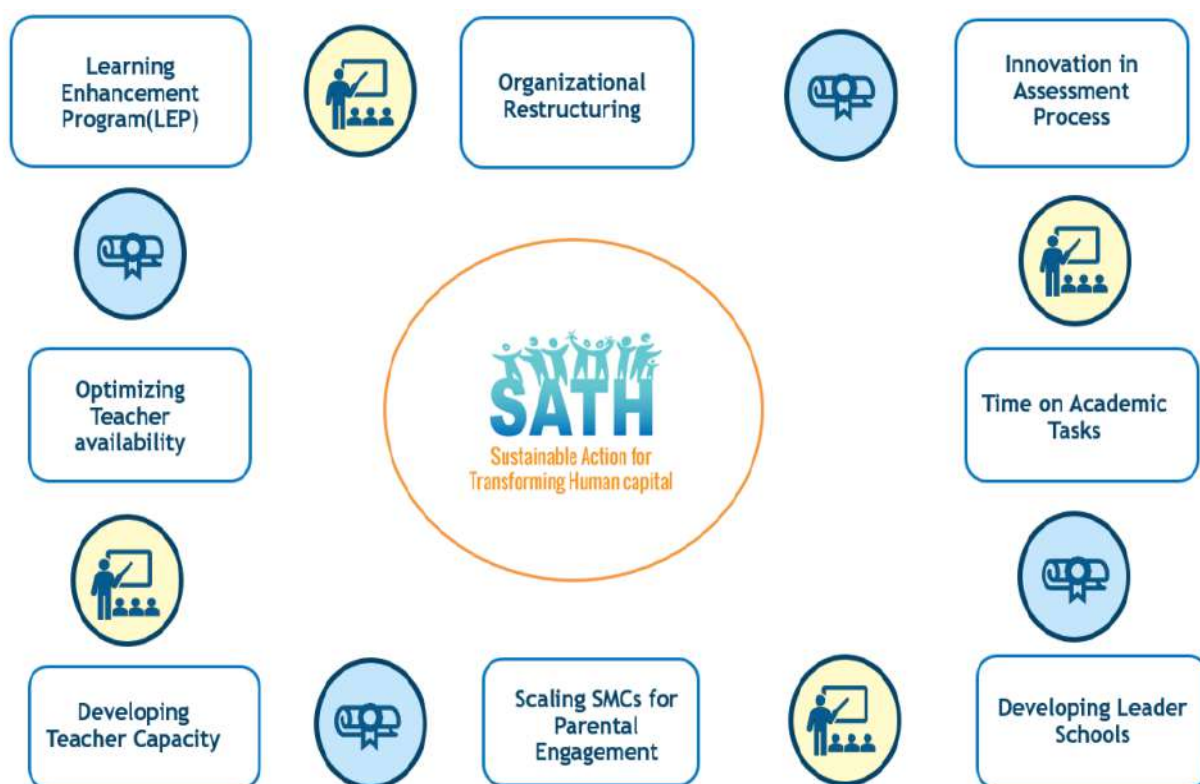 Learning
Enhancement
Program(LEP)
Organizational
Restructuring
Innovation in
Assessment
Process
Optimizing
Teacher
availability
SATH
Sustainable Action for
Transforming Human capital
Time on Academic
Tasks
Developing
Teacher Capacity
Scaling SMCs for
Parental
Engagement
Developing Leader
Schools